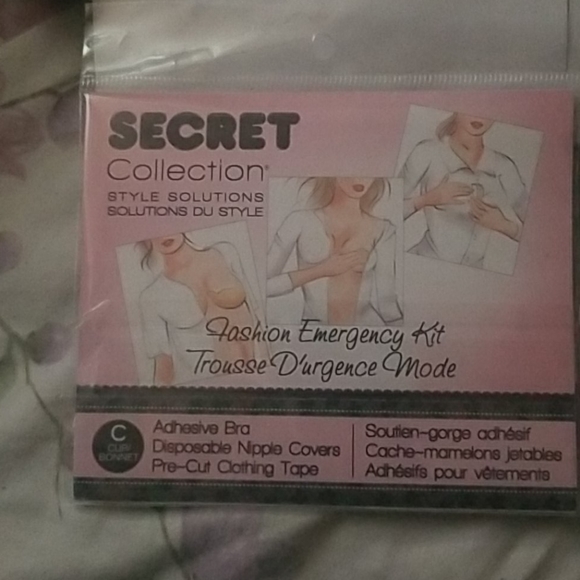 SECRET
Collection
STYLE SOLUTIONS
SOLUTIONS DU STYLE
Fashion Emergency Kit
Trousse D'urgence Mode
C
CUP/
BONNET
Adhesive Bra
Disposable Nipple Covers
Pre-Cut Clothing Tape
Soutien-gorge adhésif
Cache-mamelons jetables
Adhésifs pour vêtements